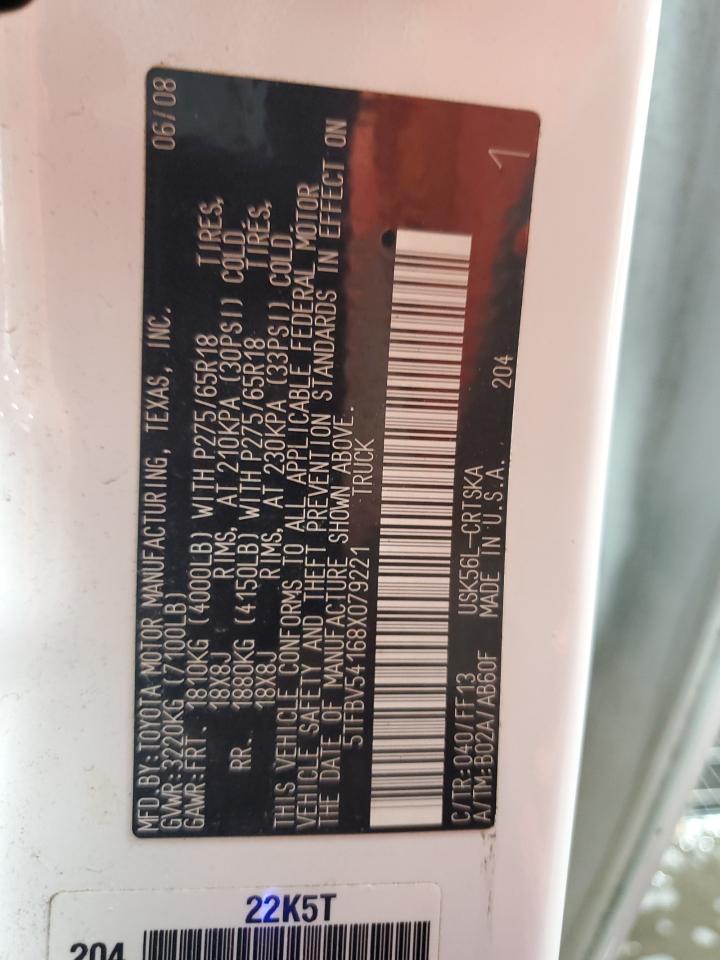 MFD BY:TOYOTA MOTOR MANUFACTURING, TEXAS, INC. 06/08
GVWR:3220KG(7100LB)
GAWR:FRT. 1810KG (4000LB) WITH P275/65R18 TIRES,
18X8J RIMS, AT 210KPA (30PSI) COLD.
RR. 1880KG (4150LB) WITH P275/65R18 TIRES,
18X8J RIMS, AT 230KPA (33PSI) COLD.
THIS VEHICLE CONFORMS TO ALL APPLICABLE FEDERAL MOTOR
VEHICLE SAFETY AND THEFT PREVENTION STANDARDS IN EFFECT ON
THE DATE OF MANUFACTURE SHOWN ABOVE.
5TFBV54168X079221 TRUCK
C/TR:040/FF13 USK56L-CRTSKA
A/TM:B02A/AB60F MADE IN U.S.A. 204 1
22K5T
204